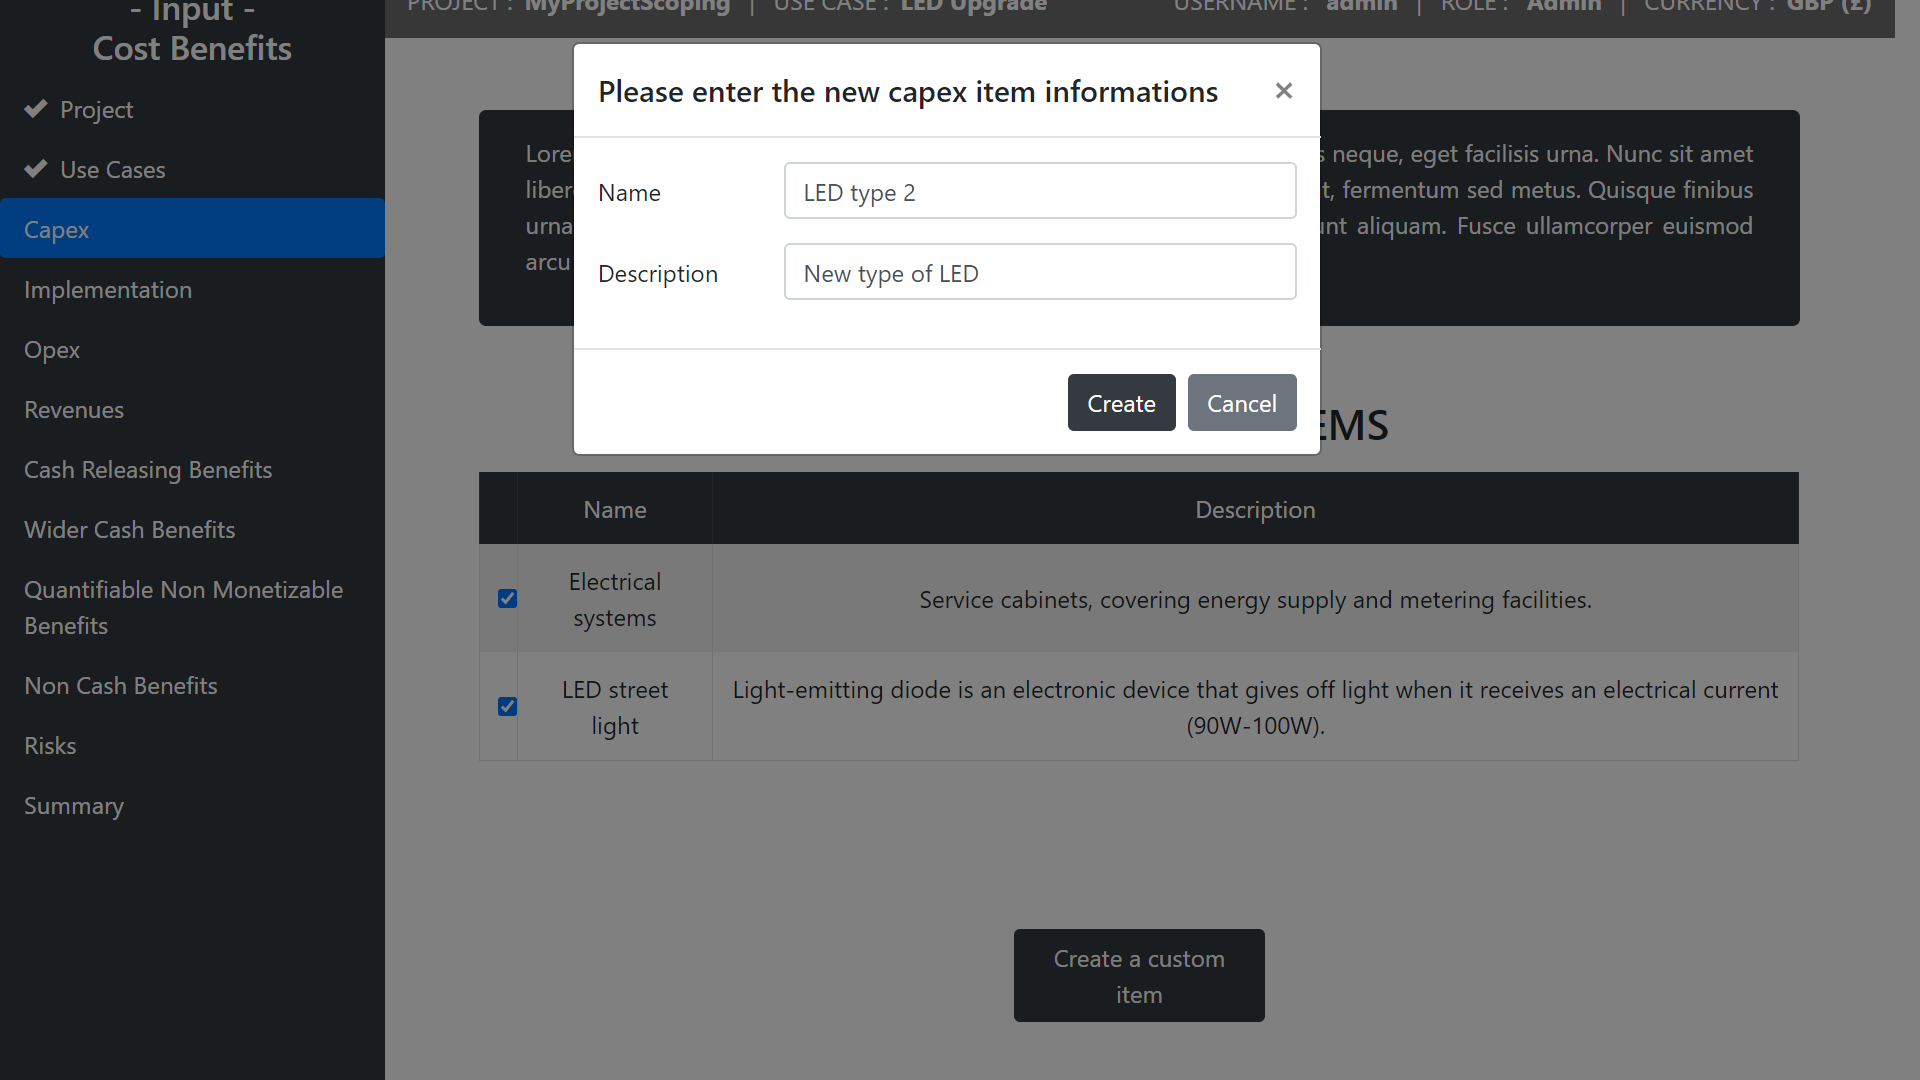 - Input -
Cost Benefits
Project
Use Cases
Capex
Implementation
Opex
Revenues
Cash Releasing Benefits
Wider Cash Benefits
Quantifiable Non Monetizable
Benefits
Non Cash Benefits
Risks
Summary
PROJECT : MyProjectScoping | USE CASE : LED Upgrade
USERNAME : admin | ROLE : Admin | CURRENCY : GBP (£)
Please enter the new capex item informations ×
Name LED type 2
Description New type of LED
Create Cancel
neque, eget facilisis urna. Nunc sit amet
fermentum sed metus. Quisque finibus
urna aliquam. Fusce ullamcorper euismod
arcu
Name Description
Electrical
systems
Service cabinets, covering energy supply and metering facilities.
LED street
light
Light-emitting diode is an electronic device that gives off light when it receives an electrical current
(90W-100W).
Create a custom
item